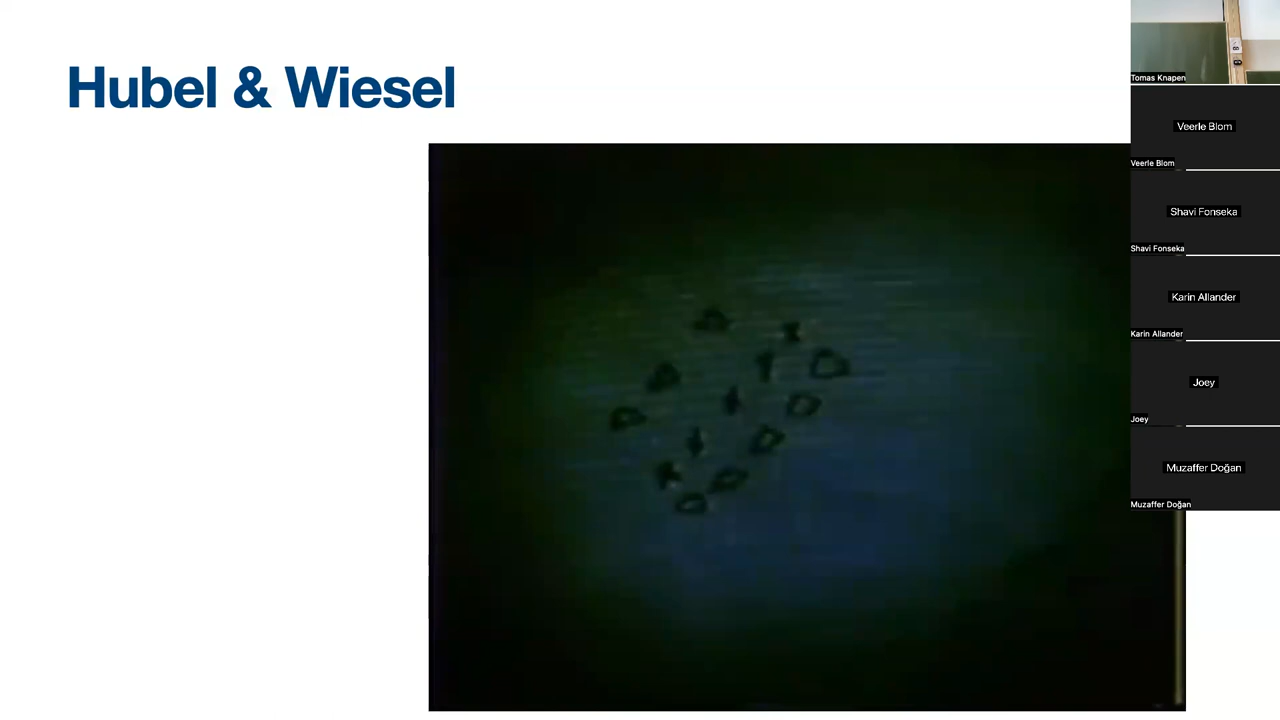 Hubel & Wiesel
Tomas Knapen
Veerle Blom
Veerle Blom
Shavi Fonseka
Shavi Fonseka
Karin Allander
Karin Allander
Joey
Joey
Muzaffer Doğan
Muzaffer Doğan